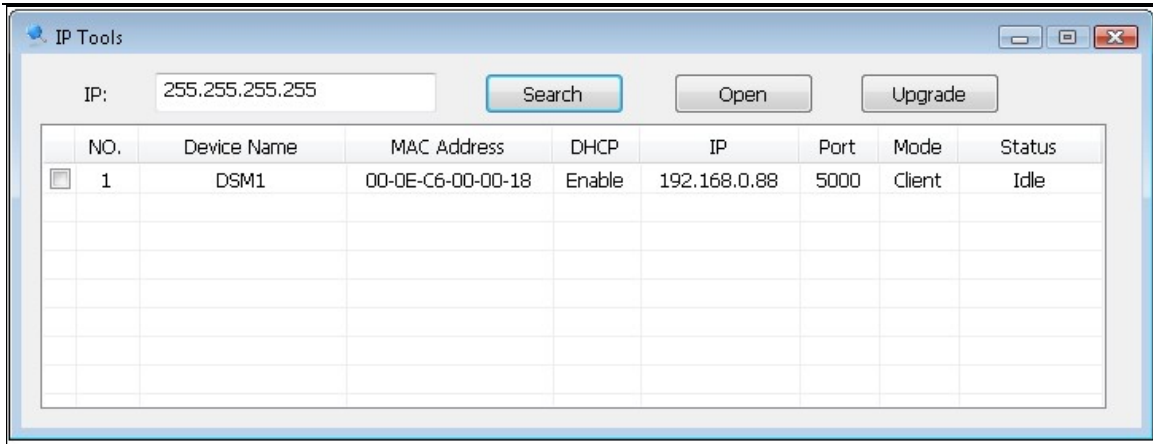 IP Tools
IP: 255.255.255.255 Search Open Upgrade
NO. Device Name MAC Address DHCP IP Port Mode Status
1 DSM1 00-0E-C6-00-00-18 Enable 192.168.0.88 5000 Client Idle